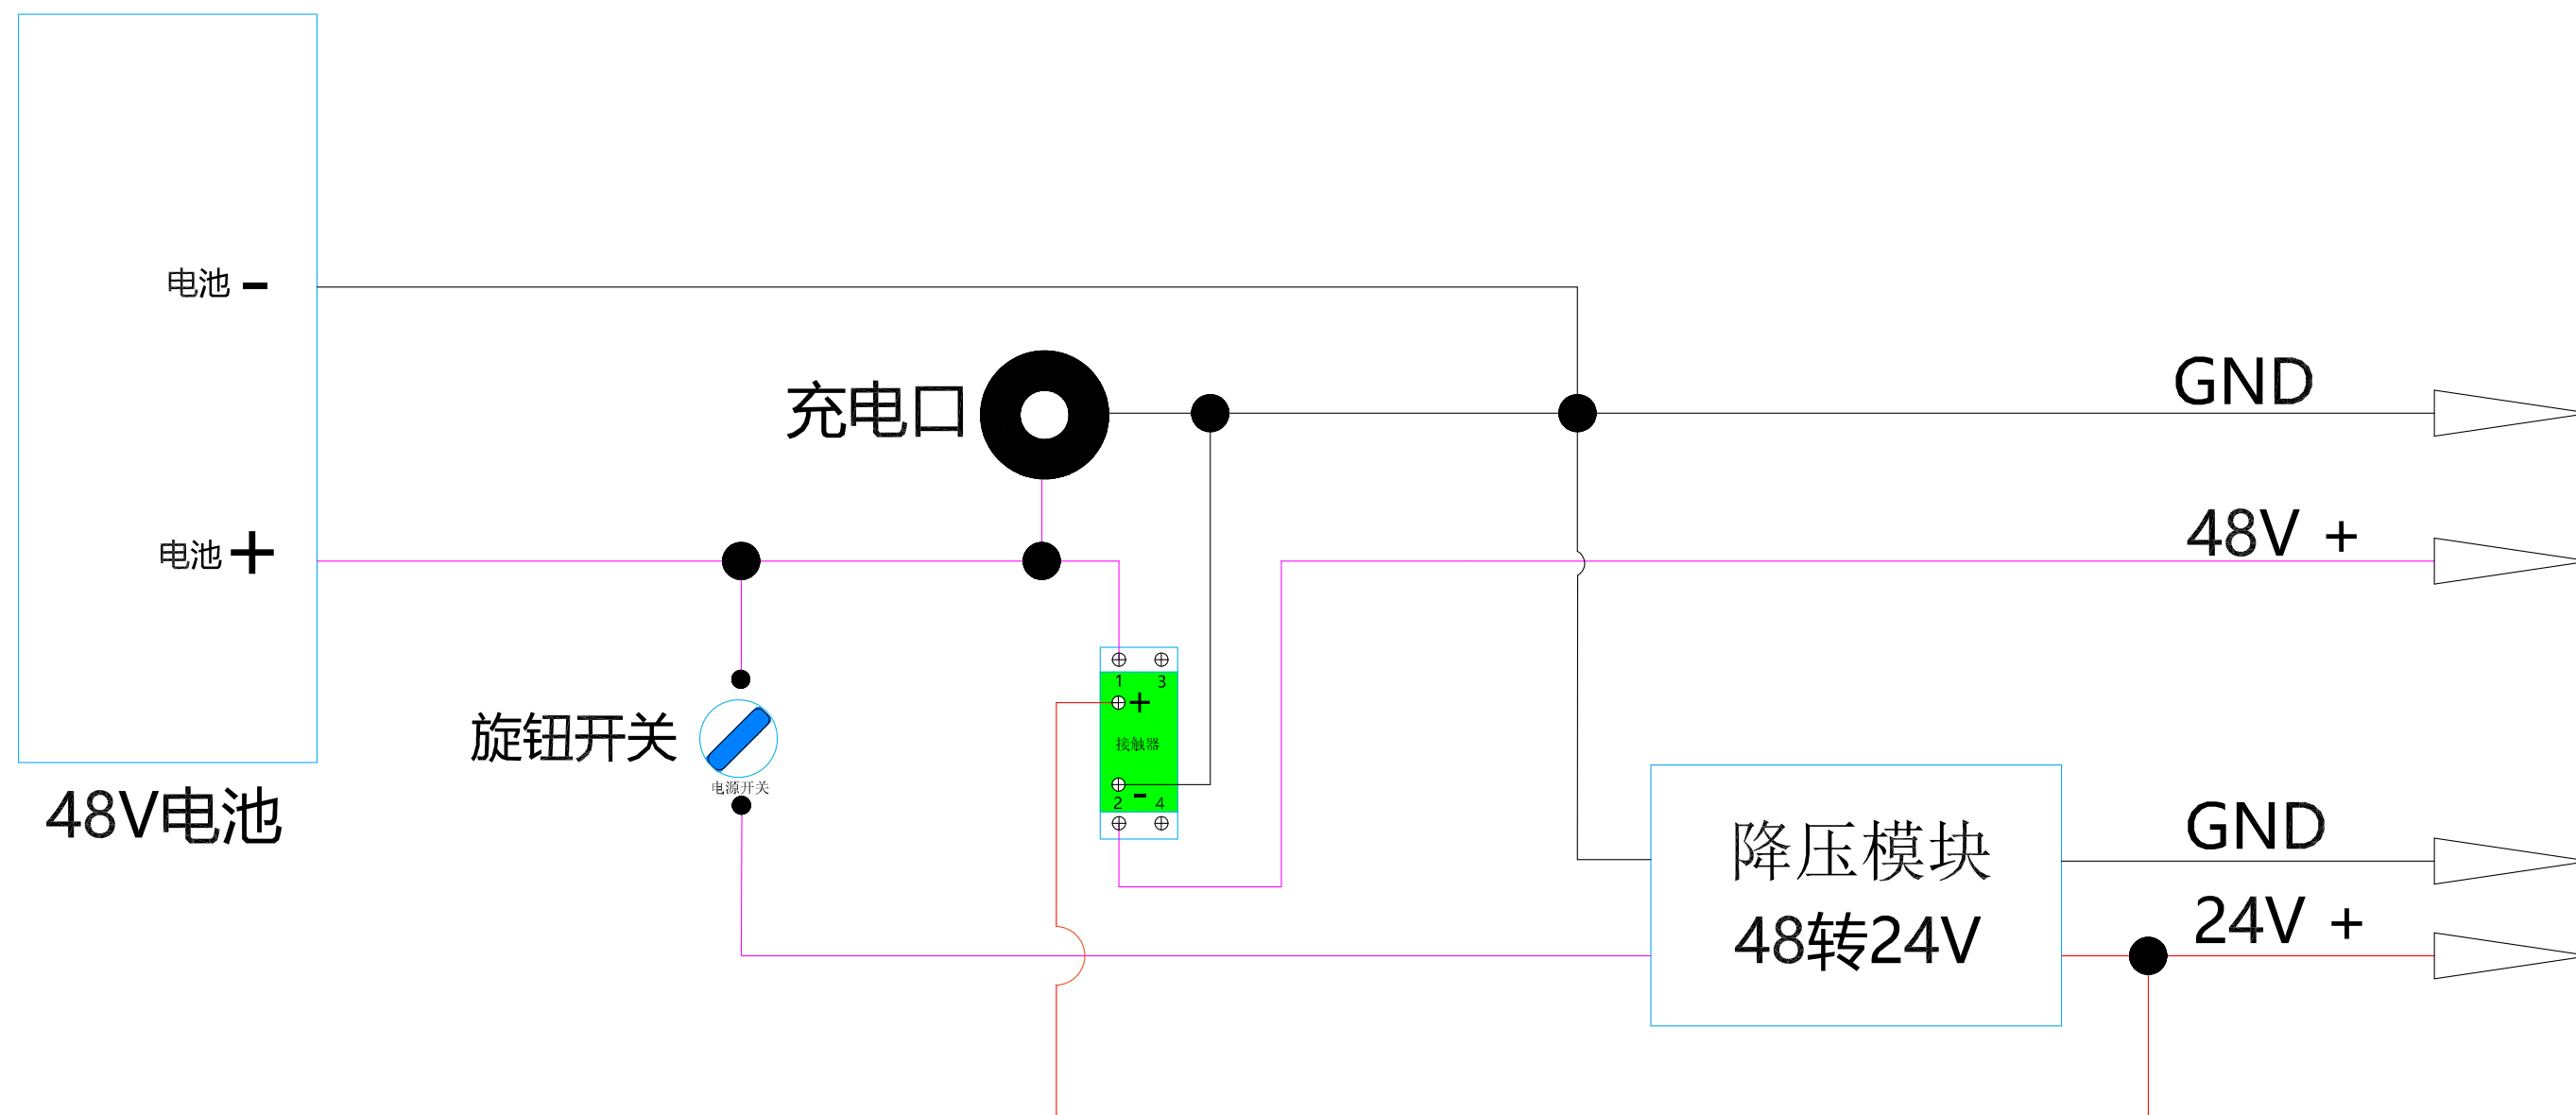 电池 -
充电口
GND
48V +
电池 +
1 3
+
旋钮开关
接触器
电源开关
-
2 4
48V电池
降压模块
48转24V
GND
24V +